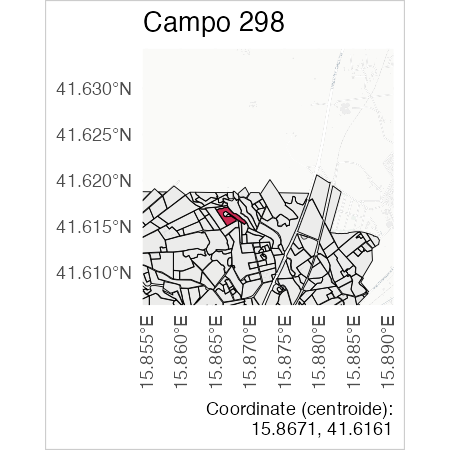 Campo 298
41.630°N
41.625°N
41.620°N
41.615°N
41.610°N
15.855°E
15.860°E
15.865°E
15.870°E
15.875°E
15.880°E
15.885°E
15.890°E
Coordinate (centroide):
15.8671, 41.6161